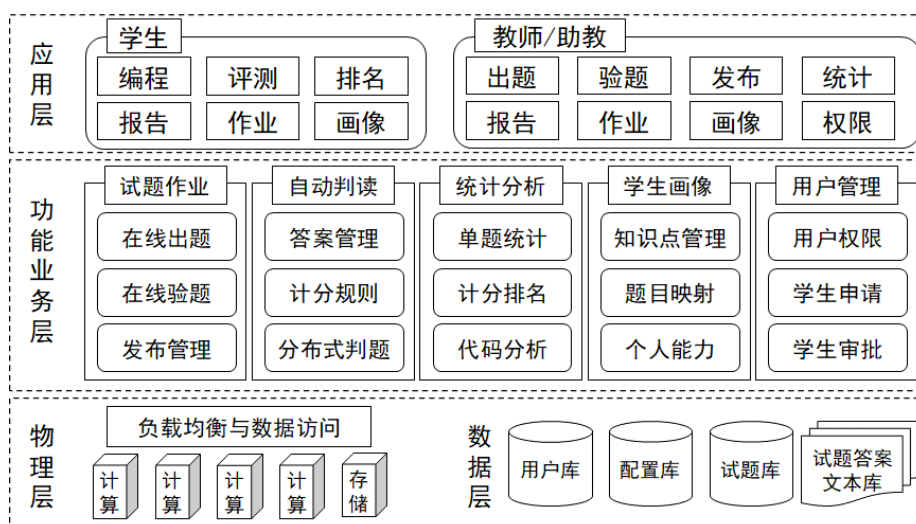 应用层
学生
编程 评测 排名
报告 作业 画像
教师/助教
出题 验题 发布 统计
报告 作业 画像 权限
功能业务层
试题作业
在线出题
在线验题
发布管理
自动判读
答案管理
计分规则
分布式判题
统计分析
单题统计
计分排名
代码分析
学生画像
知识点管理
题目映射
个人能力
用户管理
用户权限
学生申请
学生审批
物理层
负载均衡与数据访问
计算 计算 计算 计算 存储
数据层
用户库 配置库 试题库
试题答案
文本库